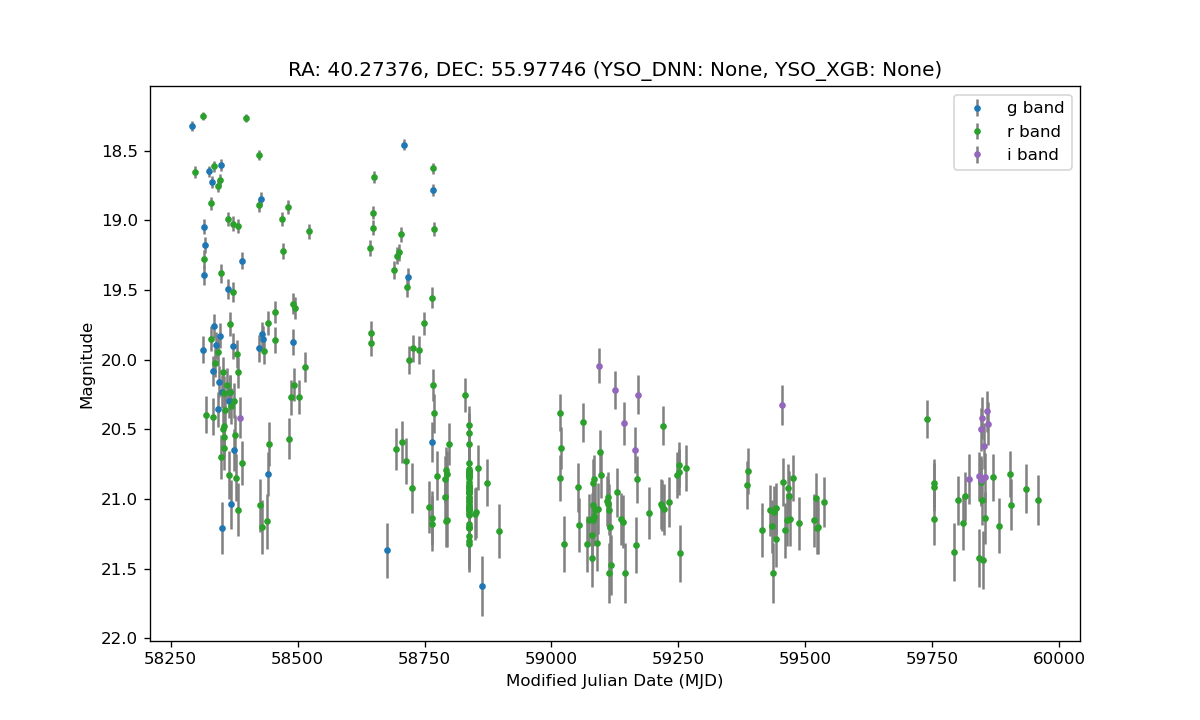 RA: 40.27376, DEC: 55.97746 (YSO_DNN: None, YSO_XGB: None)
g band
r band
i band
18.5
19.0
19.5
20.0
20.5
21.0
21.5
22.0
Magnitude
58250 58500 58750 59000 59250 59500 59750 60000
Modified Julian Date (MJD)